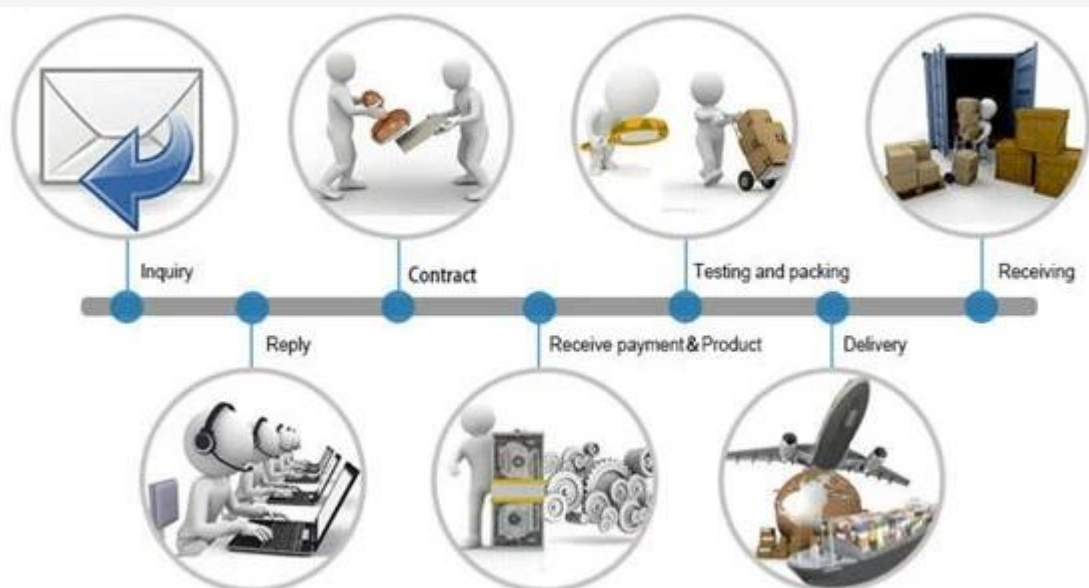 Inquiry
Reply
Contract
Receive payment & Product
Testing and packing
Delivery
Receiving